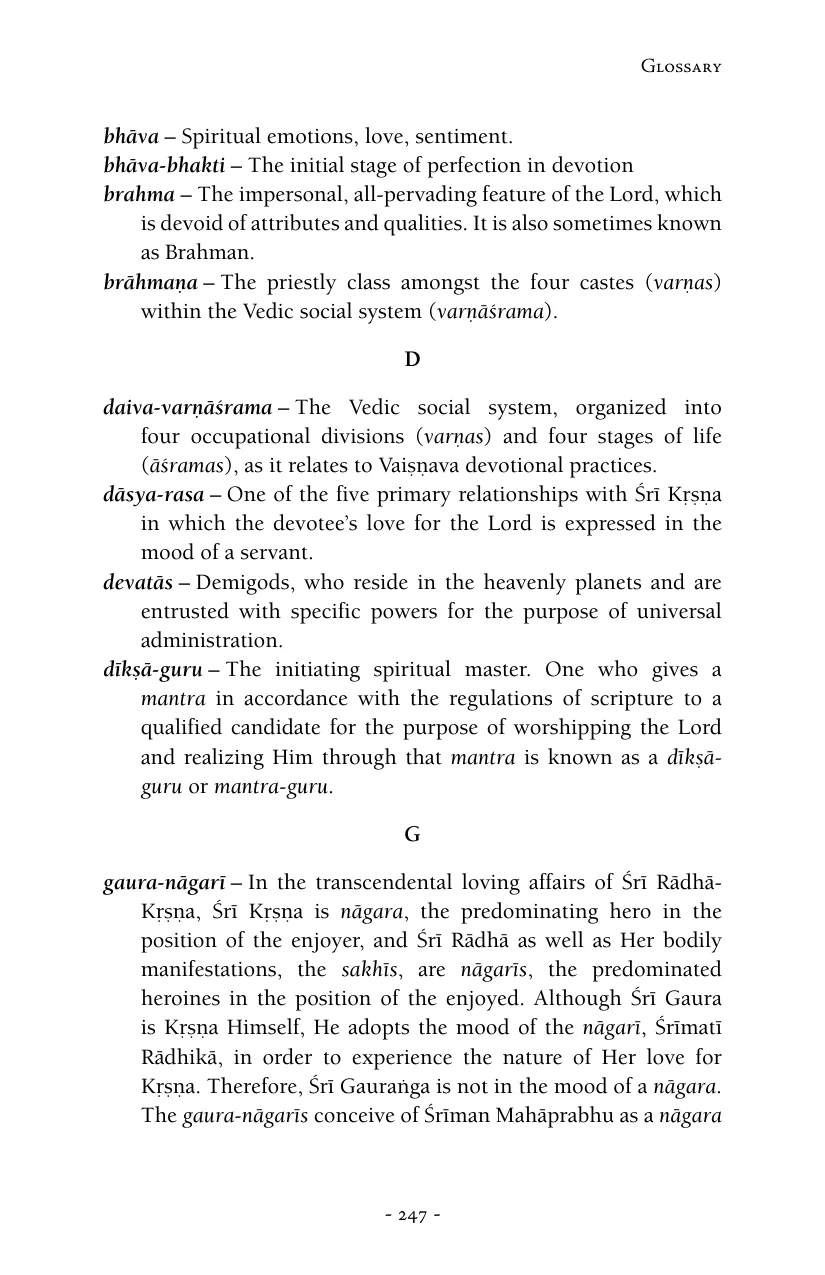 Glossary
bhāva – Spiritual emotions, love, sentiment.
bhāva-bhakti – The initial stage of perfection in devotion
brahma – The impersonal, all-pervading feature of the Lord, which
is devoid of attributes and qualities. It is also sometimes known
as Brahman.
brāhmaṇa – The priestly class amongst the four castes (varṇas)
within the Vedic social system (varṇāśrama).
D
daiva-varṇāśrama – The Vedic social system, organized into
four occupational divisions (varṇas) and four stages of life
(āśramas), as it relates to Vaiṣṇava devotional practices.
dāsya-rasa – One of the five primary relationships with Śrī Kṛṣṇa
in which the devotee’s love for the Lord is expressed in the
mood of a servant.
devatās – Demigods, who reside in the heavenly planets and are
entrusted with specific powers for the purpose of universal
administration.
dīkṣā-guru – The initiating spiritual master. One who gives a
mantra in accordance with the regulations of scripture to a
qualified candidate for the purpose of worshipping the Lord
and realizing Him through that mantra is known as a dīkṣā-
guru or mantra-guru.
G
gaura-nāgarī – In the transcendental loving affairs of Śrī Rādhā-
Kṛṣṇa, Śrī Kṛṣṇa is nāgara, the predominating hero in the
position of the enjoyer, and Śrī Rādhā as well as Her bodily
manifestations, the sakhīs, are nāgarīs, the predominated
heroines in the position of the enjoyed. Although Śrī Gaura
is Kṛṣṇa Himself, He adopts the mood of the nāgarī, Śrīmatī
Rādhikā, in order to experience the nature of Her love for
Kṛṣṇa. Therefore, Śrī Gauraṅga is not in the mood of a nāgara.
The gaura-nāgarīs conceive of Śrīman Mahāprabhu as a nāgara
- 247 -